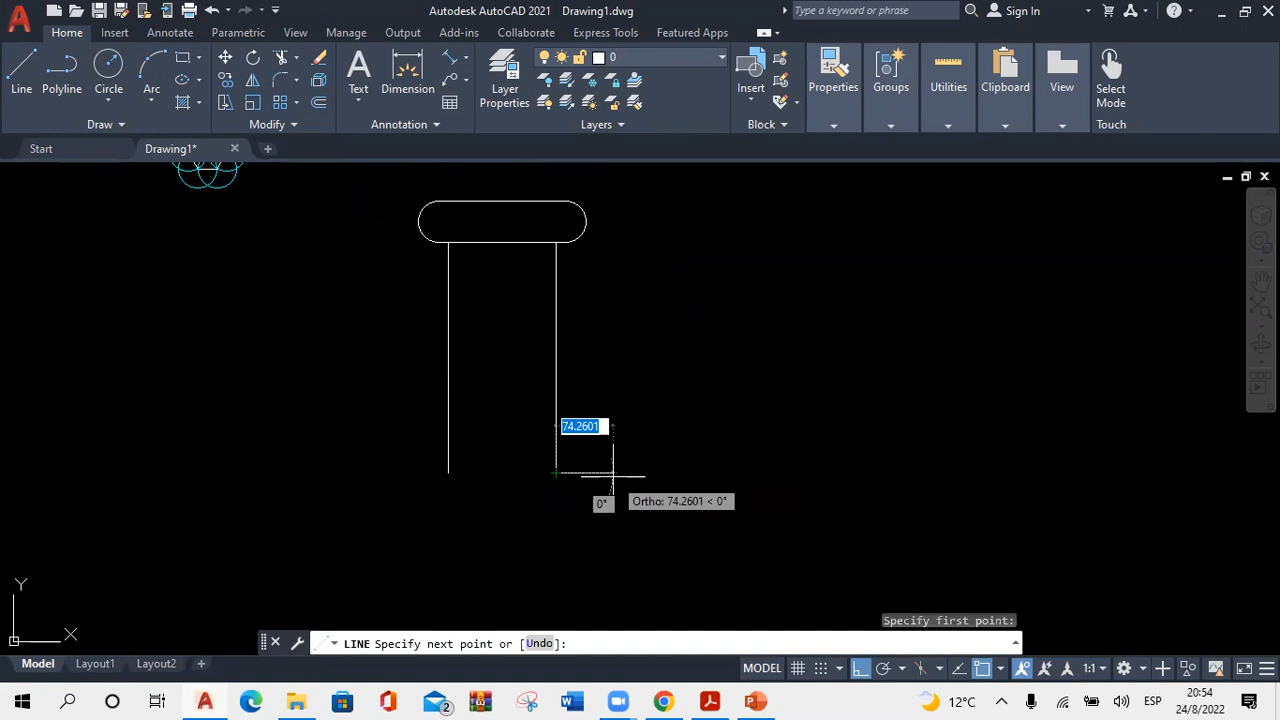 Autodesk AutoCAD 2021 Drawing1.dwg
Type a keyword or phrase
Sign In
Home Insert Annotate Parametric View Manage Output Add-ins Collaborate Express Tools Featured Apps
Line Polyline Circle Arc
Text Dimension
Layer Properties
0
Insert
Properties Groups Utilities Clipboard View
Select Mode
Draw Modify Annotation Layers Block Touch
Start Drawing1*
74.2601
0°
Ortho: 74.2601 < 0°
Y
X
Specify first point:
LINE Specify next point or [Undo]:
Model Layout1 Layout2
MODEL 1:1
2
12°C
ESP
20:54
24/8/2022